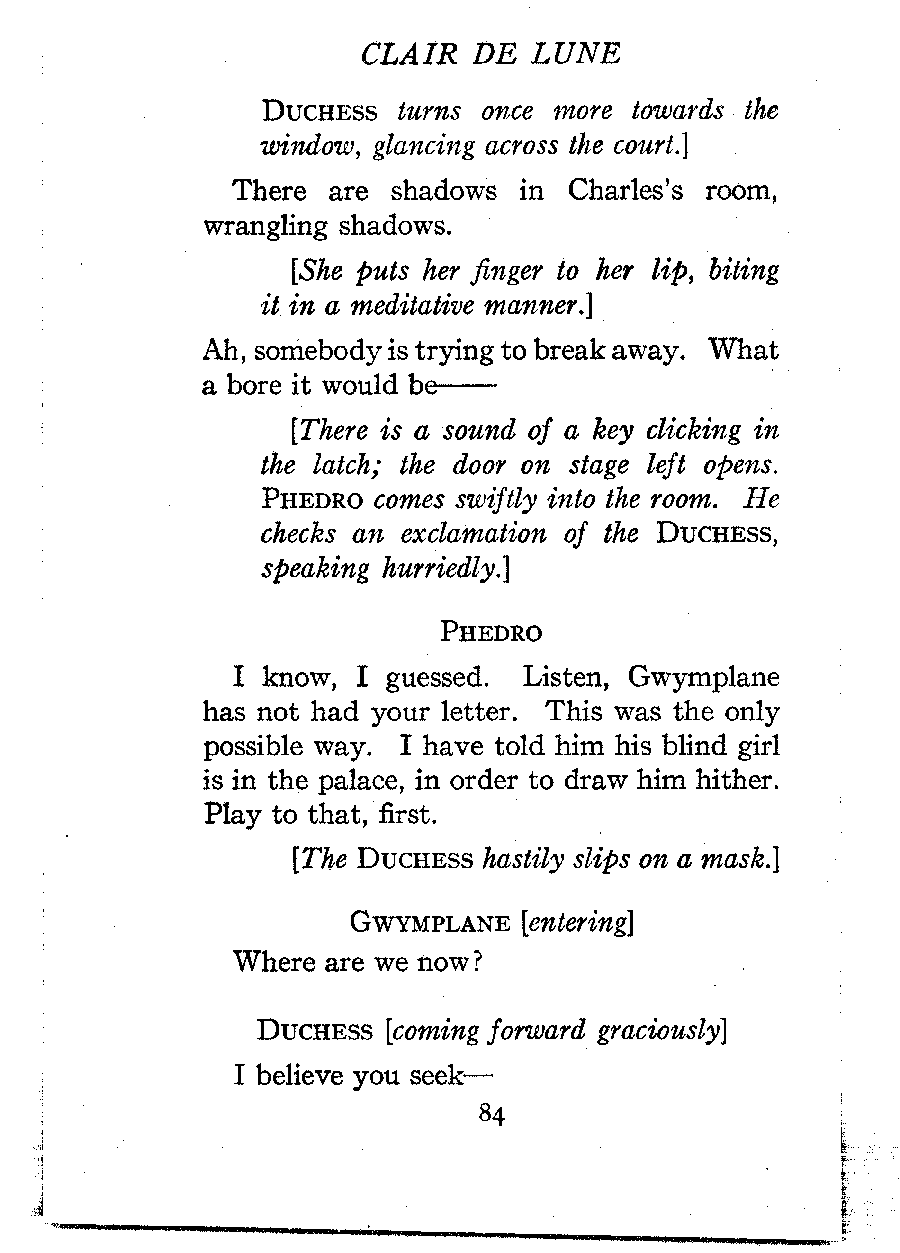 CLAIR DE LUNE
DUCHESS turns once more towards the
window, glancing across the court.]
There are shadows in Charles's room,
wrangling shadows.
[She puts her finger to her lip, biting
it in a meditative manner.]
Ah, somebody is trying to break away. What
a bore it would be——
[There is a sound of a key clicking in
the latch; the door on stage left opens.
PHEDRO comes swiftly into the room. He
checks an exclamation of the DUCHESS,
speaking hurriedly.]
PHEDRO
I know, I guessed. Listen, Gwymplane
has not had your letter. This was the only
possible way. I have told him his blind girl
is in the palace, in order to draw him hither.
Play to that, first.
[The DUCHESS hastily slips on a mask.]
GWYMPLANE [entering]
Where are we now?
DUCHESS [coming forward graciously]
I believe you seek—
84